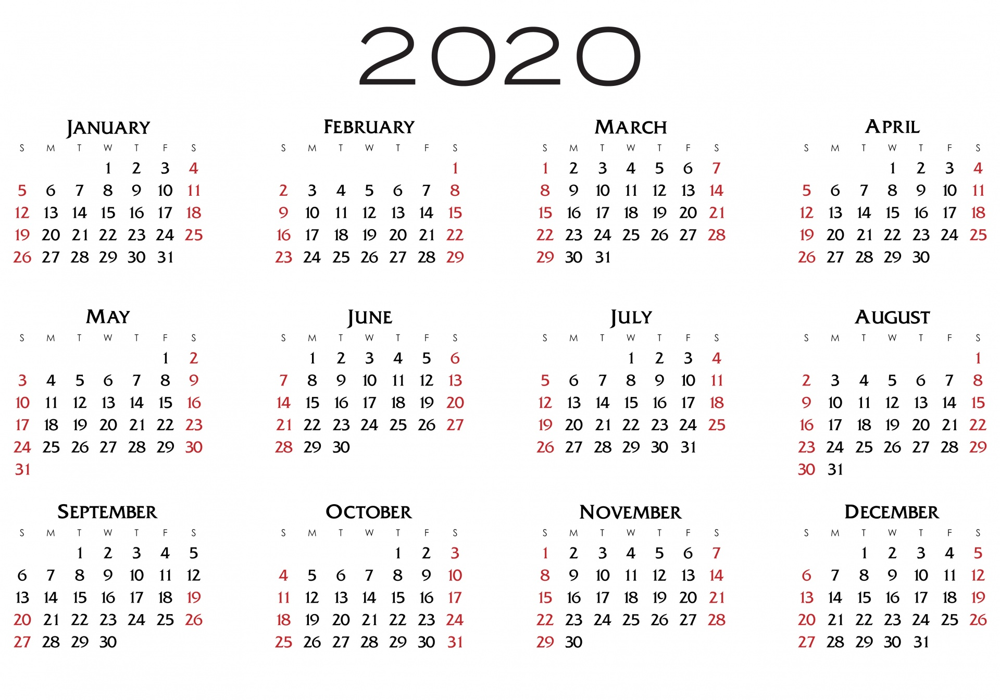 2020
JANUARY
S M T W T F S
1 2 3 4
5 6 7 8 9 10 11
12 13 14 15 16 17 18
19 20 21 22 23 24 25
26 27 28 29 30 31
FEBRUARY
S M T W T F S
1
2 3 4 5 6 7 8
9 10 11 12 13 14 15
16 17 18 19 20 21 22
23 24 25 26 27 28 29
MARCH
S M T W T F S
1 2 3 4 5 6 7
8 9 10 11 12 13 14
15 16 17 18 19 20 21
22 23 24 25 26 27 28
29 30 31
APRIL
S M T W T F S
1 2 3 4
5 6 7 8 9 10 11
12 13 14 15 16 17 18
19 20 21 22 23 24 25
26 27 28 29 30
MAY
S M T W T F S
1 2
3 4 5 6 7 8 9
10 11 12 13 14 15 16
17 18 19 20 21 22 23
24 25 26 27 28 29 30
31
JUNE
S M T W T F S
1 2 3 4 5 6
7 8 9 10 11 12 13
14 15 16 17 18 19 20
21 22 23 24 25 26 27
28 29 30
JULY
S M T W T F S
1 2 3 4
5 6 7 8 9 10 11
12 13 14 15 16 17 18
19 20 21 22 23 24 25
26 27 28 29 30 31
AUGUST
S M T W T F S
1
2 3 4 5 6 7 8
9 10 11 12 13 14 15
16 17 18 19 20 21 22
23 24 25 26 27 28 29
30 31
SEPTEMBER
S M T W T F S
1 2 3 4 5
6 7 8 9 10 11 12
13 14 15 16 17 18 19
20 21 22 23 24 25 26
27 28 29 30
OCTOBER
S M T W T F S
1 2 3
4 5 6 7 8 9 10
11 12 13 14 15 16 17
18 19 20 21 22 23 24
25 26 27 28 29 30 31
NOVEMBER
S M T W T F S
1 2 3 4 5 6 7
8 9 10 11 12 13 14
15 16 17 18 19 20 21
22 23 24 25 26 27 28
29 30
DECEMBER
S M T W T F S
1 2 3 4 5
6 7 8 9 10 11 12
13 14 15 16 17 18 19
20 21 22 23 24 25 26
27 28 29 30 31